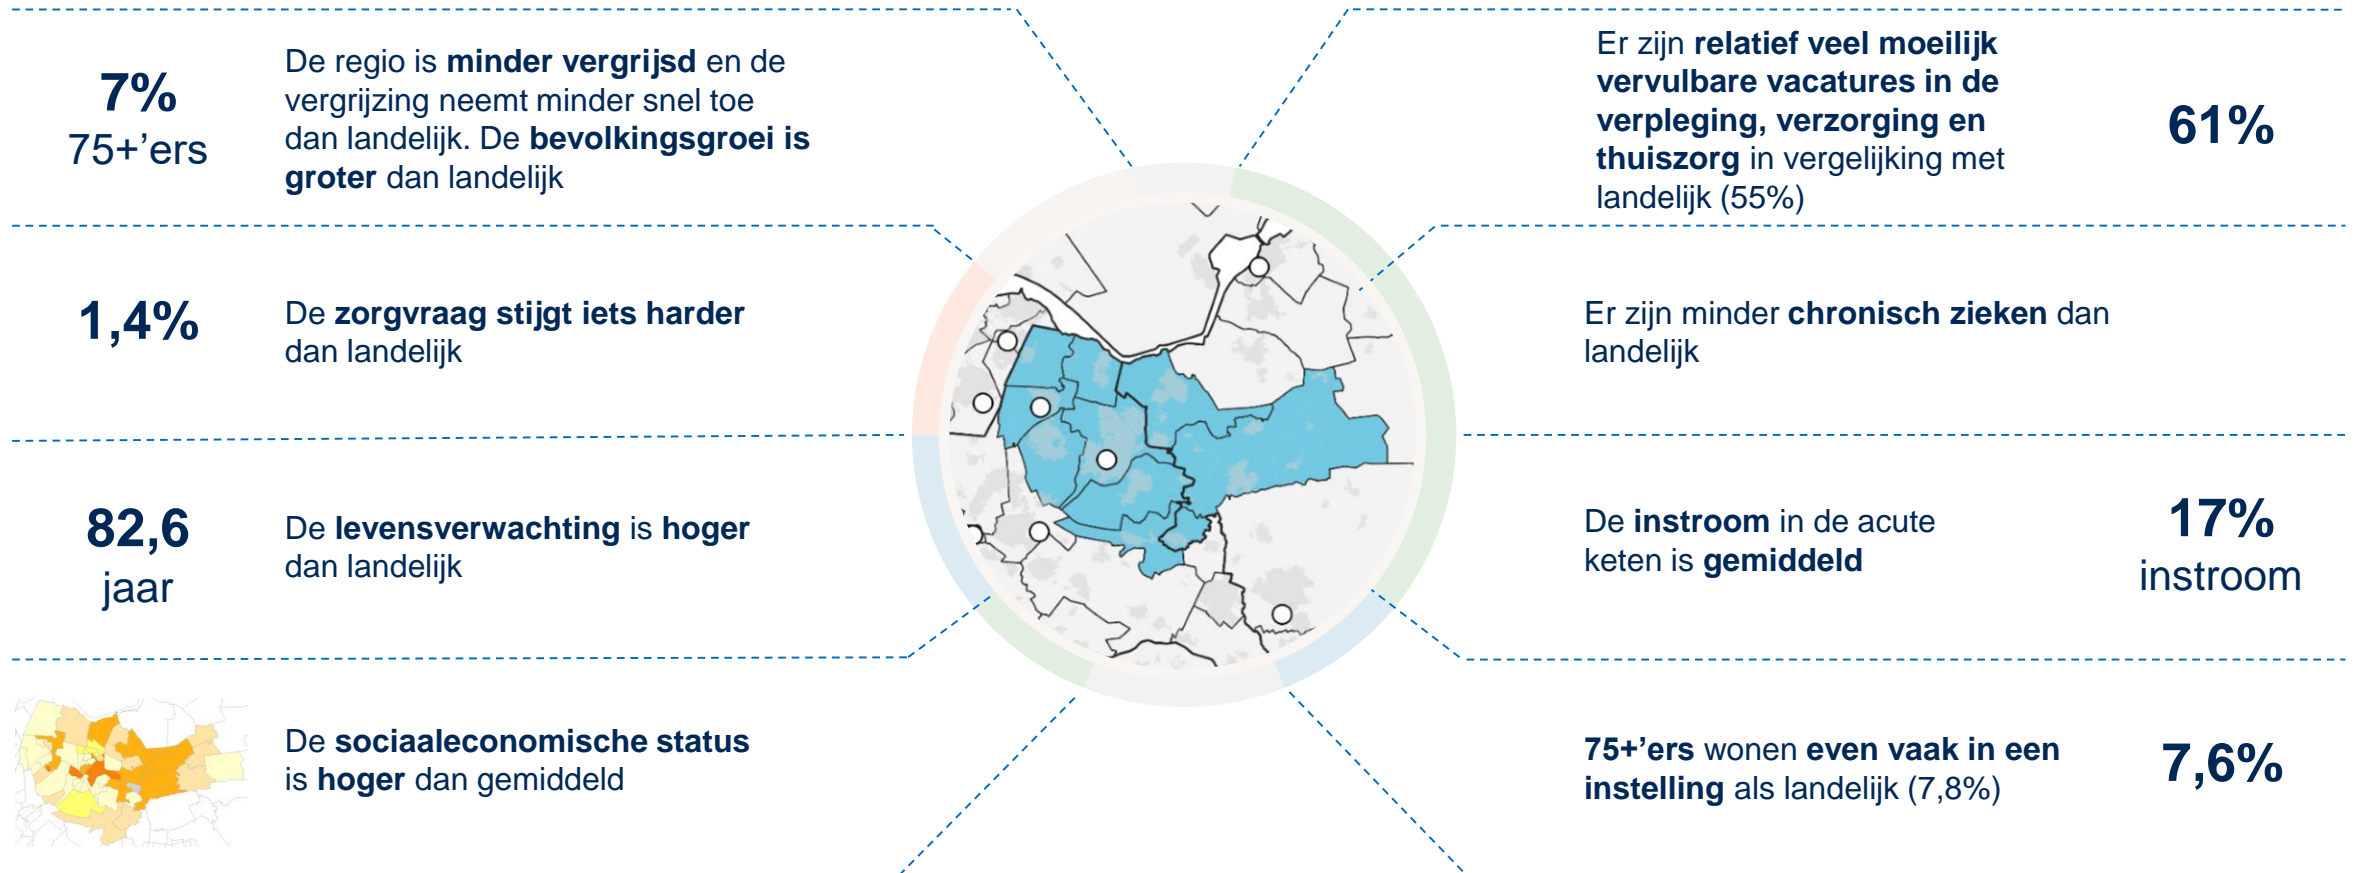 7%
75+'ers
De regio is minder vergrijsd en de
vergrijzing neemt minder snel toe
dan landelijk. De bevolkingsgroei is
groter dan landelijk
1,4%
De zorgvraag stijgt iets harder
dan landelijk
82,6
jaar
De levensverwachting is hoger
dan landelijk
De sociaaleconomische status
is hoger dan gemiddeld
Er zijn relatief veel moeilijk
vervulbare vacatures in de
verpleging, verzorging en
thuiszorg in vergelijking met
landelijk (55%)
61%
Er zijn minder chronisch zieken dan
landelijk
De instroom in de acute
keten is gemiddeld
17%
instroom
75+'ers wonen even vaak in een
instelling als landelijk (7,8%)
7,6%